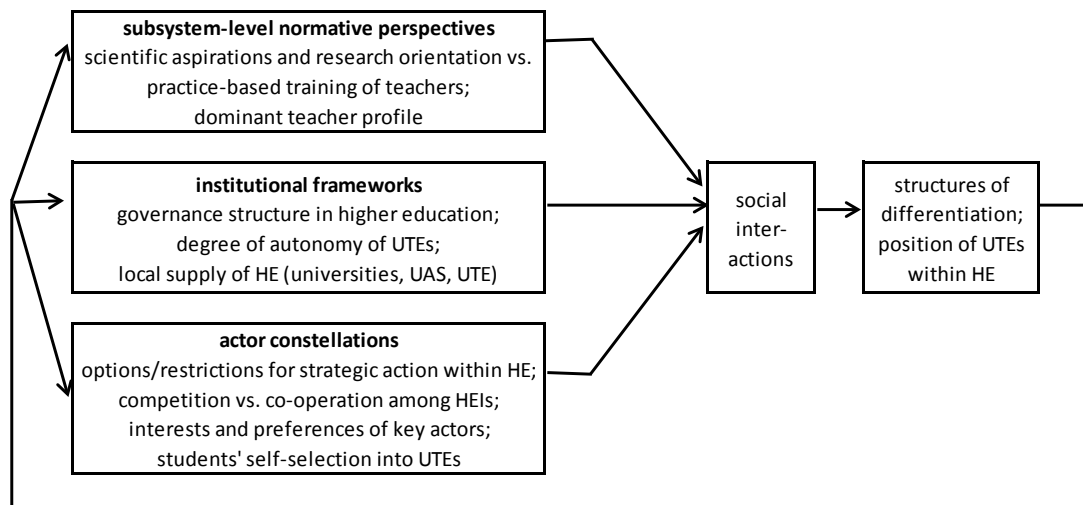 subsystem-level normative perspectives
scientific aspirations and research orientation vs.
practice-based training of teachers;
dominant teacher profile
institutional frameworks
governance structure in higher education;
degree of autonomy of UTEs;
local supply of HE (universities, UAS, UTE)
actor constellations
options/restrictions for strategic action within HE;
competition vs. co-operation among HEIs;
interests and preferences of key actors;
students' self-selection into UTEs
social
inter-
actions
structures of
differentiation;
position of UTEs
within HE